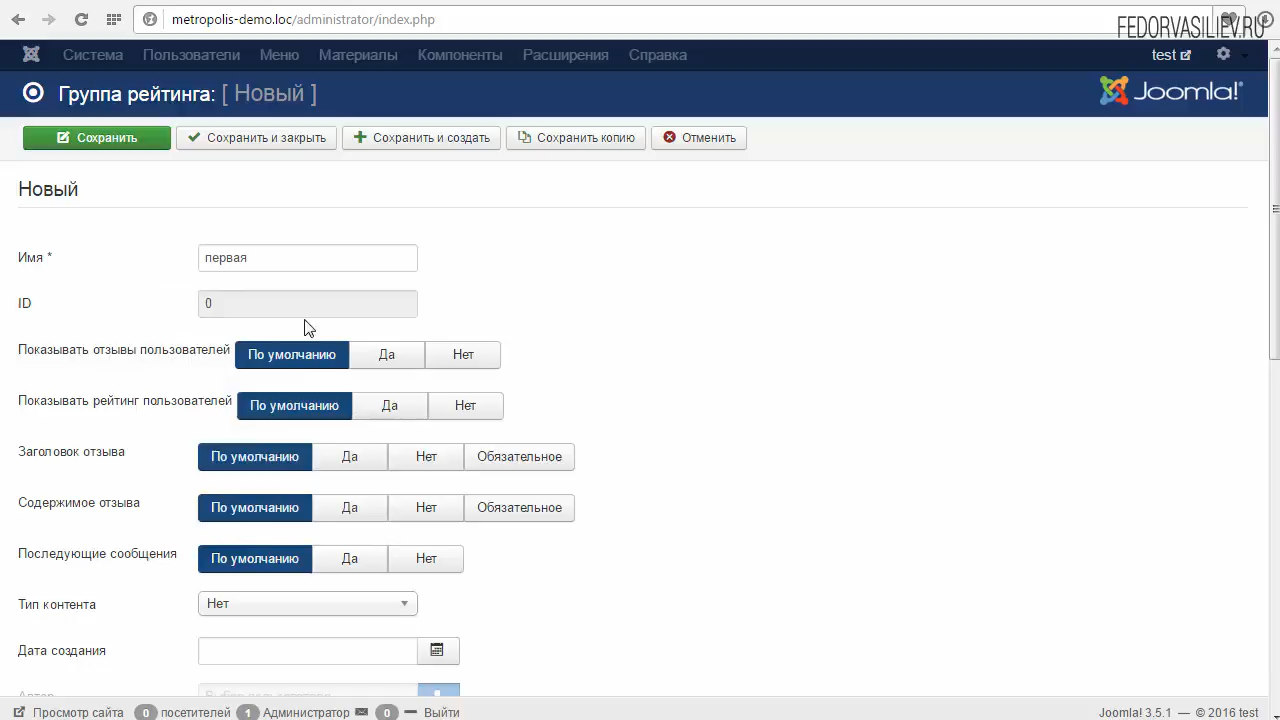 metropolis-demo.loc/administrator/index.php
FEDORVASILIEV.RU
Система Пользователи Меню Материалы Компоненты Расширения Справка test
Группа рейтинга: [ Новый ] Joomla!®
Сохранить Сохранить и закрыть Сохранить и создать Сохранить копию Отменить
Новый
Имя * первая
ID 0
Показывать отзывы пользователей По умолчанию Да Нет
Показывать рейтинг пользователей По умолчанию Да Нет
Заголовок отзыва По умолчанию Да Нет Обязательное
Содержимое отзыва По умолчанию Да Нет Обязательное
Последующие сообщения По умолчанию Да Нет
Тип контента Нет
Дата создания
Просмотр сайта 0 посетителей 1 Администратор 0 Выйти Joomla! 3.5.1 — © 2016 test